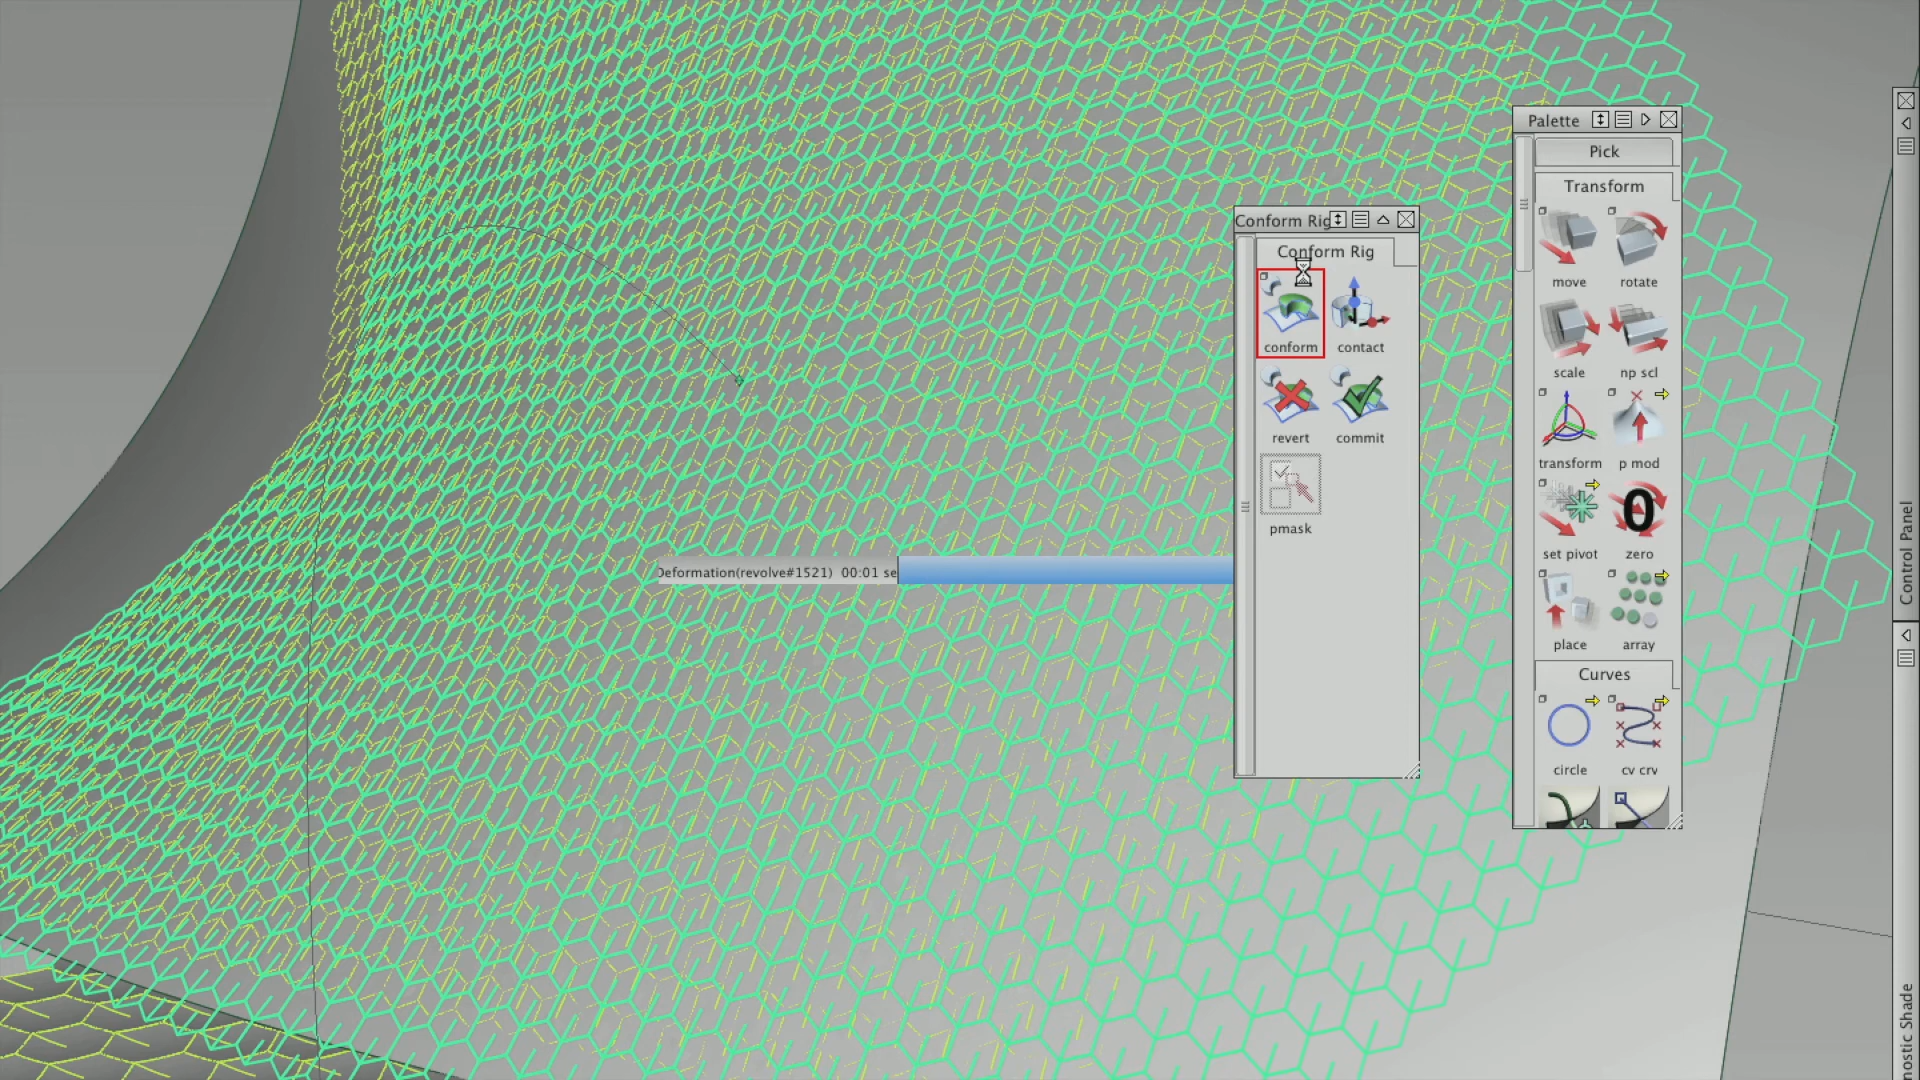 Palette
Pick
Transform
move
rotate
scale
np scl
transform
p mod
set pivot
zero
place
array
Curves
circle
cv crv
Conform Rig
Conform Rig
conform
contact
revert
commit
pmask
Deformation(revolve#1521) 00:01 se
Control Panel
nostic Shade